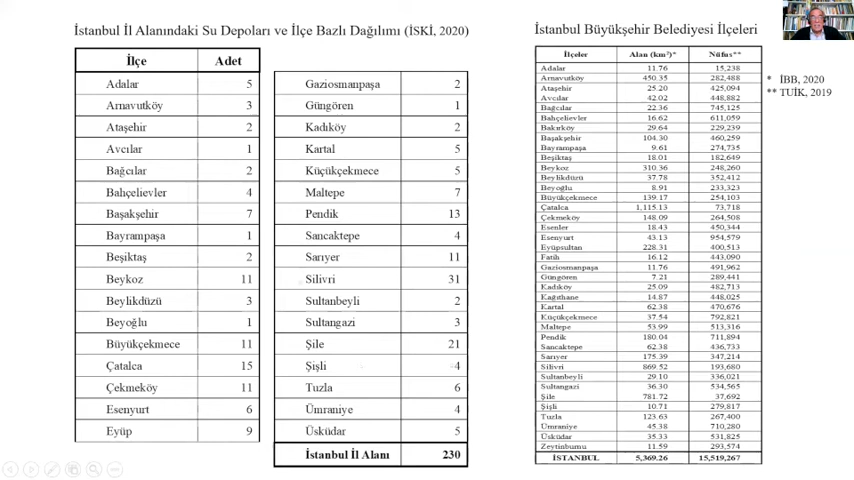 İstanbul İl Alanındaki Su Depoları ve İlçe Bazlı Dağılımı (İSKİ, 2020)
İlçe Adet
Adalar 5
Arnavutköy 3
Ataşehir 2
Avcılar 1
Bağcılar 2
Bahçelievler 4
Başakşehir 7
Bayrampaşa 1
Beşiktaş 2
Beykoz 11
Beylikdüzü 3
Beyoğlu 1
Büyükçekmece 11
Çatalca 15
Çekmeköy 11
Esenyurt 6
Eyüp 9
Gaziosmanpaşa 2
Güngören 1
Kadıköy 2
Kartal 5
Küçükçekmece 5
Maltepe 7
Pendik 13
Sancaktepe 4
Sarıyer 11
Silivri 31
Sultanbeyli 2
Sultangazi 3
Şile 21
Şişli 4
Tuzla 6
Ümraniye 4
Üsküdar 5
İstanbul İl Alanı 230
İstanbul Büyükşehir Belediyesi İlçeleri
İlçeler Alan (km²)* Nüfus**
Adalar 11.76 15,238
Arnavutköy 450.35 282,488
Ataşehir 25.20 425,094
Avcılar 42.02 448,882
Bağcılar 22.36 745,125
Bahçelievler 16.62 611,059
Bakırköy 29.64 229,239
Başakşehir 104.30 460,259
Bayrampaşa 9.61 274,735
Beşiktaş 18.01 182,649
Beykoz 310.36 248,260
Beylikdüzü 37.78 352,412
Beyoğlu 8.91 233,323
Büyükçekmece 139.17 254,103
Çatalca 1,115.13 73,718
Çekmeköy 148.09 264,508
Esenler 18.43 450,344
Esenyurt 43.13 954,579
Eyüpsultan 228.31 400,513
Fatih 16.12 443,090
Gaziosmanpaşa 11.76 491,962
Güngören 7.21 289,441
Kadıköy 25.09 482,713
Kağıthane 14.87 448,025
Kartal 62.38 470,676
Küçükçekmece 37.54 792,821
Maltepe 53.99 513,316
Pendik 180.04 711,894
Sancaktepe 62.38 436,733
Sarıyer 175.39 347,214
Silivri 869.52 193,680
Sultanbeyli 29.10 336,021
Sultangazi 36.30 534,565
Şile 781.72 37,692
Şişli 10.71 279,817
Tuzla 123.63 267,400
Ümraniye 45.38 710,280
Üsküdar 35.33 531,825
Zeytinburnu 11.59 293,574
İSTANBUL 5,369.26 15,519,267
* İBB, 2020
** TUİK, 2019